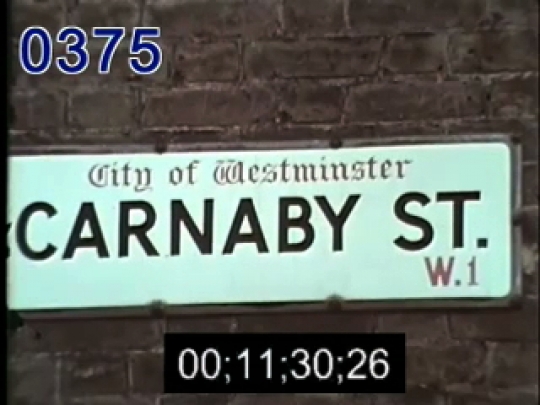 0375
City of Westminster
CARNABY ST.
W.1
00;11;30;26